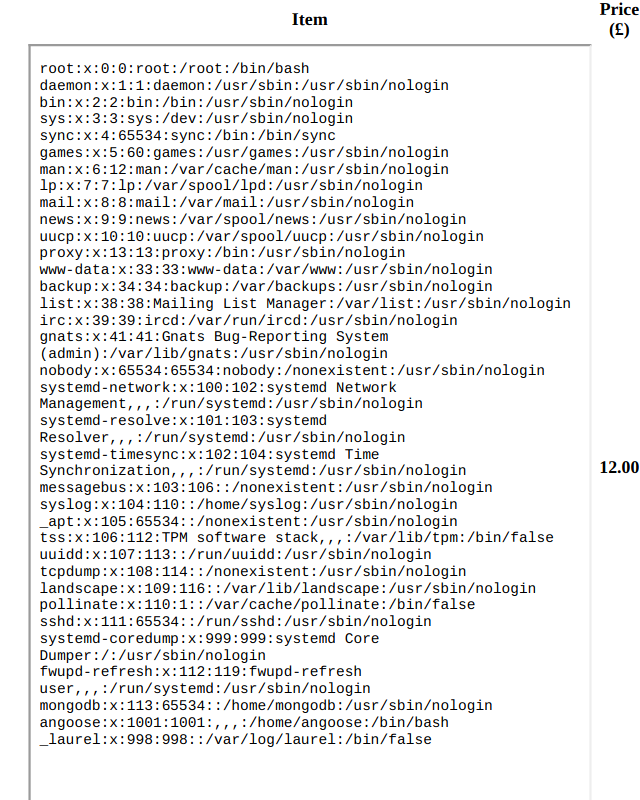 Item
Price
(£)
root:x:0:0:root:/root:/bin/bash
daemon:x:1:1:daemon:/usr/sbin:/usr/sbin/nologin
bin:x:2:2:bin:/bin:/usr/sbin/nologin
sys:x:3:3:sys:/dev:/usr/sbin/nologin
sync:x:4:65534:sync:/bin:/bin/sync
games:x:5:60:games:/usr/games:/usr/sbin/nologin
man:x:6:12:man:/var/cache/man:/usr/sbin/nologin
lp:x:7:7:lp:/var/spool/lpd:/usr/sbin/nologin
mail:x:8:8:mail:/var/mail:/usr/sbin/nologin
news:x:9:9:news:/var/spool/news:/usr/sbin/nologin
uucp:x:10:10:uucp:/var/spool/uucp:/usr/sbin/nologin
proxy:x:13:13:proxy:/bin:/usr/sbin/nologin
www-data:x:33:33:www-data:/var/www:/usr/sbin/nologin
backup:x:34:34:backup:/var/backups:/usr/sbin/nologin
list:x:38:38:Mailing List Manager:/var/list:/usr/sbin/nologin
irc:x:39:39:ircd:/var/run/ircd:/usr/sbin/nologin
gnats:x:41:41:Gnats Bug-Reporting System
(admin):/var/lib/gnats:/usr/sbin/nologin
nobody:x:65534:65534:nobody:/nonexistent:/usr/sbin/nologin
systemd-network:x:100:102:systemd Network
Management,,,:/run/systemd:/usr/sbin/nologin
systemd-resolve:x:101:103:systemd
Resolver,,,:/run/systemd:/usr/sbin/nologin
systemd-timesync:x:102:104:systemd Time
Synchronization,,,:/run/systemd:/usr/sbin/nologin
messagebus:x:103:106::/nonexistent:/usr/sbin/nologin
syslog:x:104:110::/home/syslog:/usr/sbin/nologin
_apt:x:105:65534::/nonexistent:/usr/sbin/nologin
tss:x:106:112:TPM software stack,,,:/var/lib/tpm:/bin/false
uuidd:x:107:113::/run/uuidd:/usr/sbin/nologin
tcpdump:x:108:114::/nonexistent:/usr/sbin/nologin
landscape:x:109:116::/var/lib/landscape:/usr/sbin/nologin
pollinate:x:110:1::/var/cache/pollinate:/bin/false
sshd:x:111:65534::/run/sshd:/usr/sbin/nologin
systemd-coredump:x:999:999:systemd Core
Dumper:/:/usr/sbin/nologin
fwupd-refresh:x:112:119:fwupd-refresh
user,,,:/run/systemd:/usr/sbin/nologin
mongodb:x:113:65534::/home/mongodb:/usr/sbin/nologin
angoose:x:1001:1001:,,,:/home/angoose:/bin/bash
_laurel:x:998:998::/var/log/laurel:/bin/false
12.00